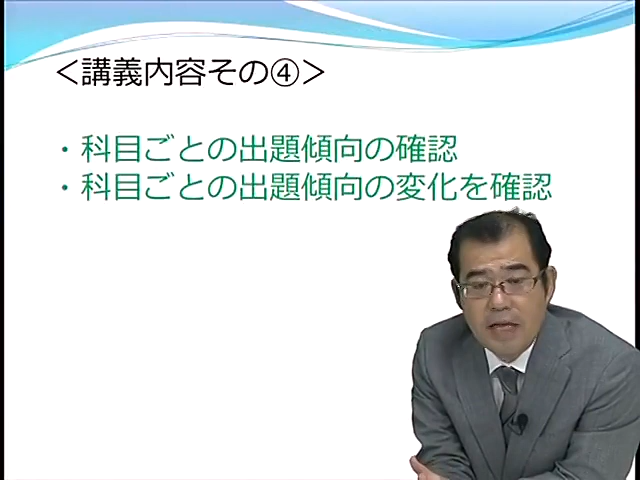 ＜講義内容その④＞
・科目ごとの出題傾向の確認
・科目ごとの出題傾向の変化を確認